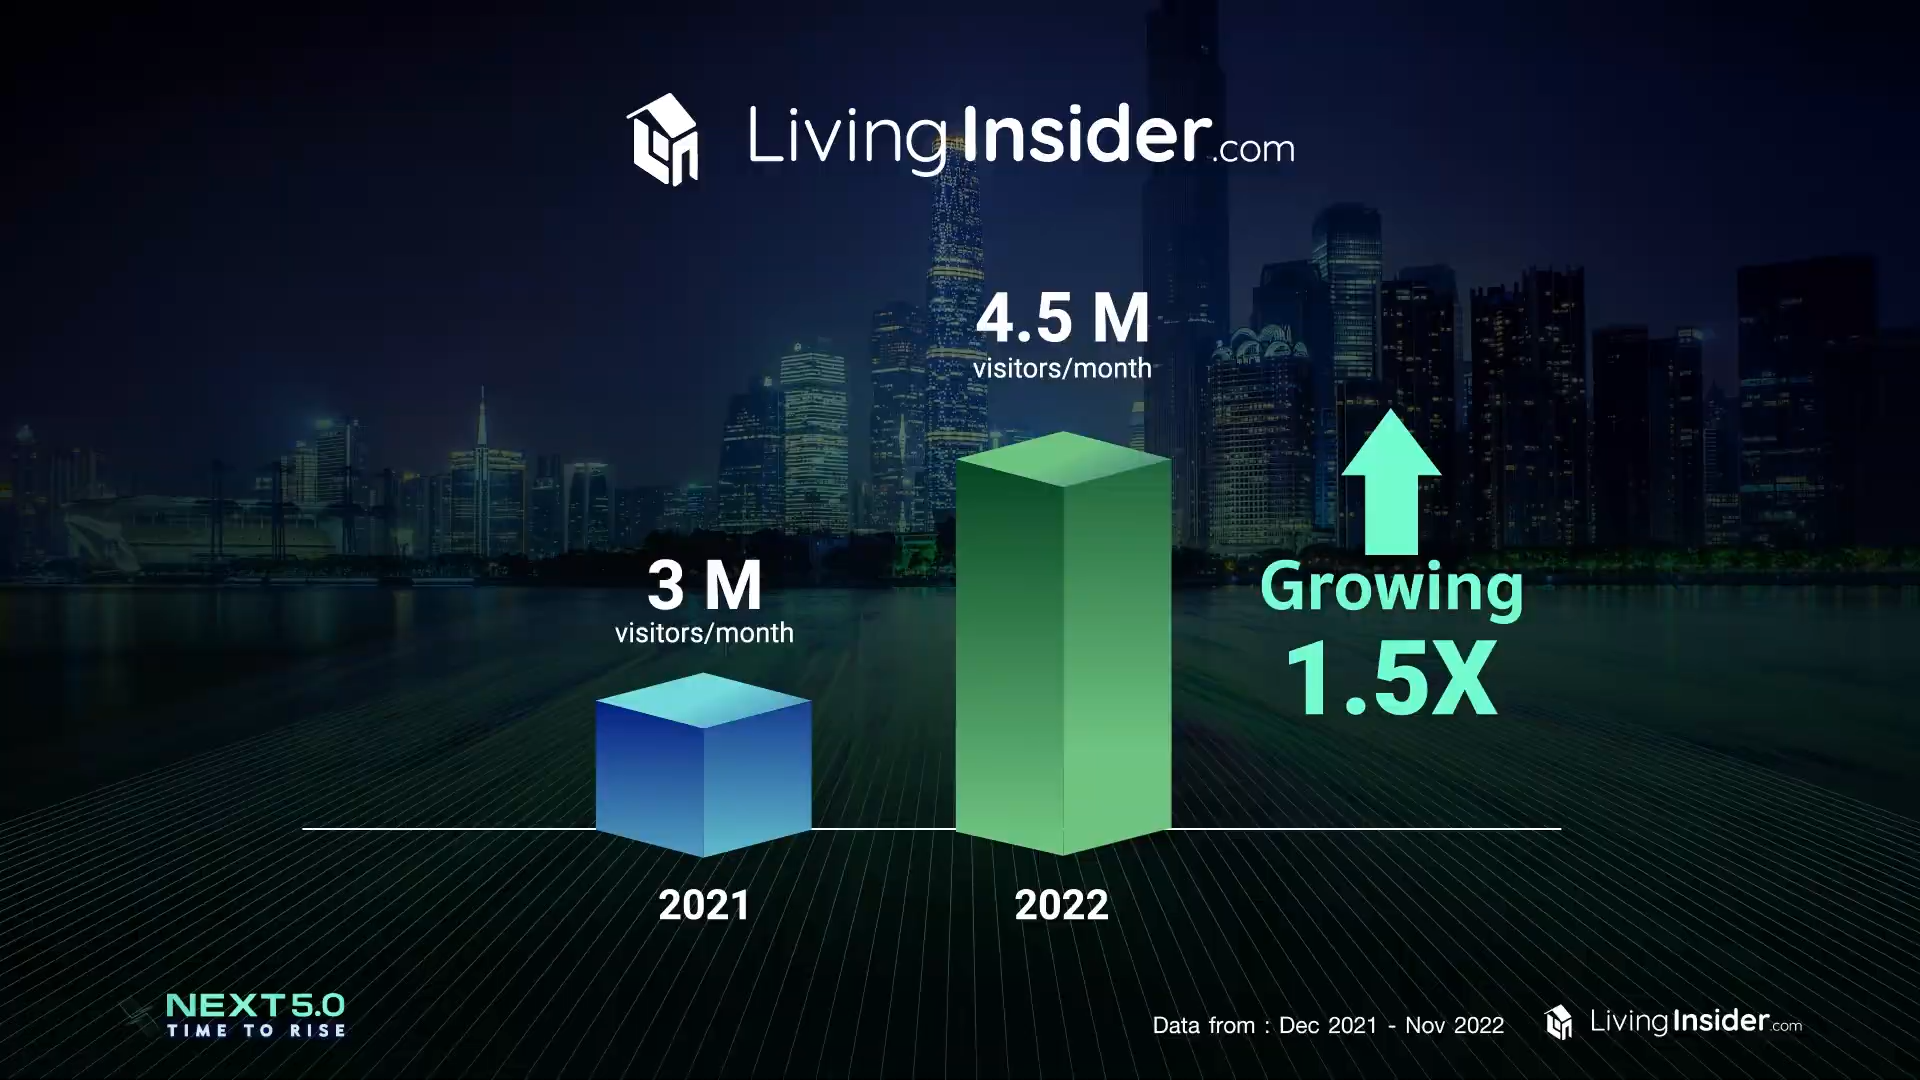 LivingInsider.com
4.5 M
visitors/month
3 M
visitors/month
Growing
1.5X
2021
2022
NEXT 5.0
TIME TO RISE
Data from : Dec 2021 - Nov 2022
LivingInsider.com